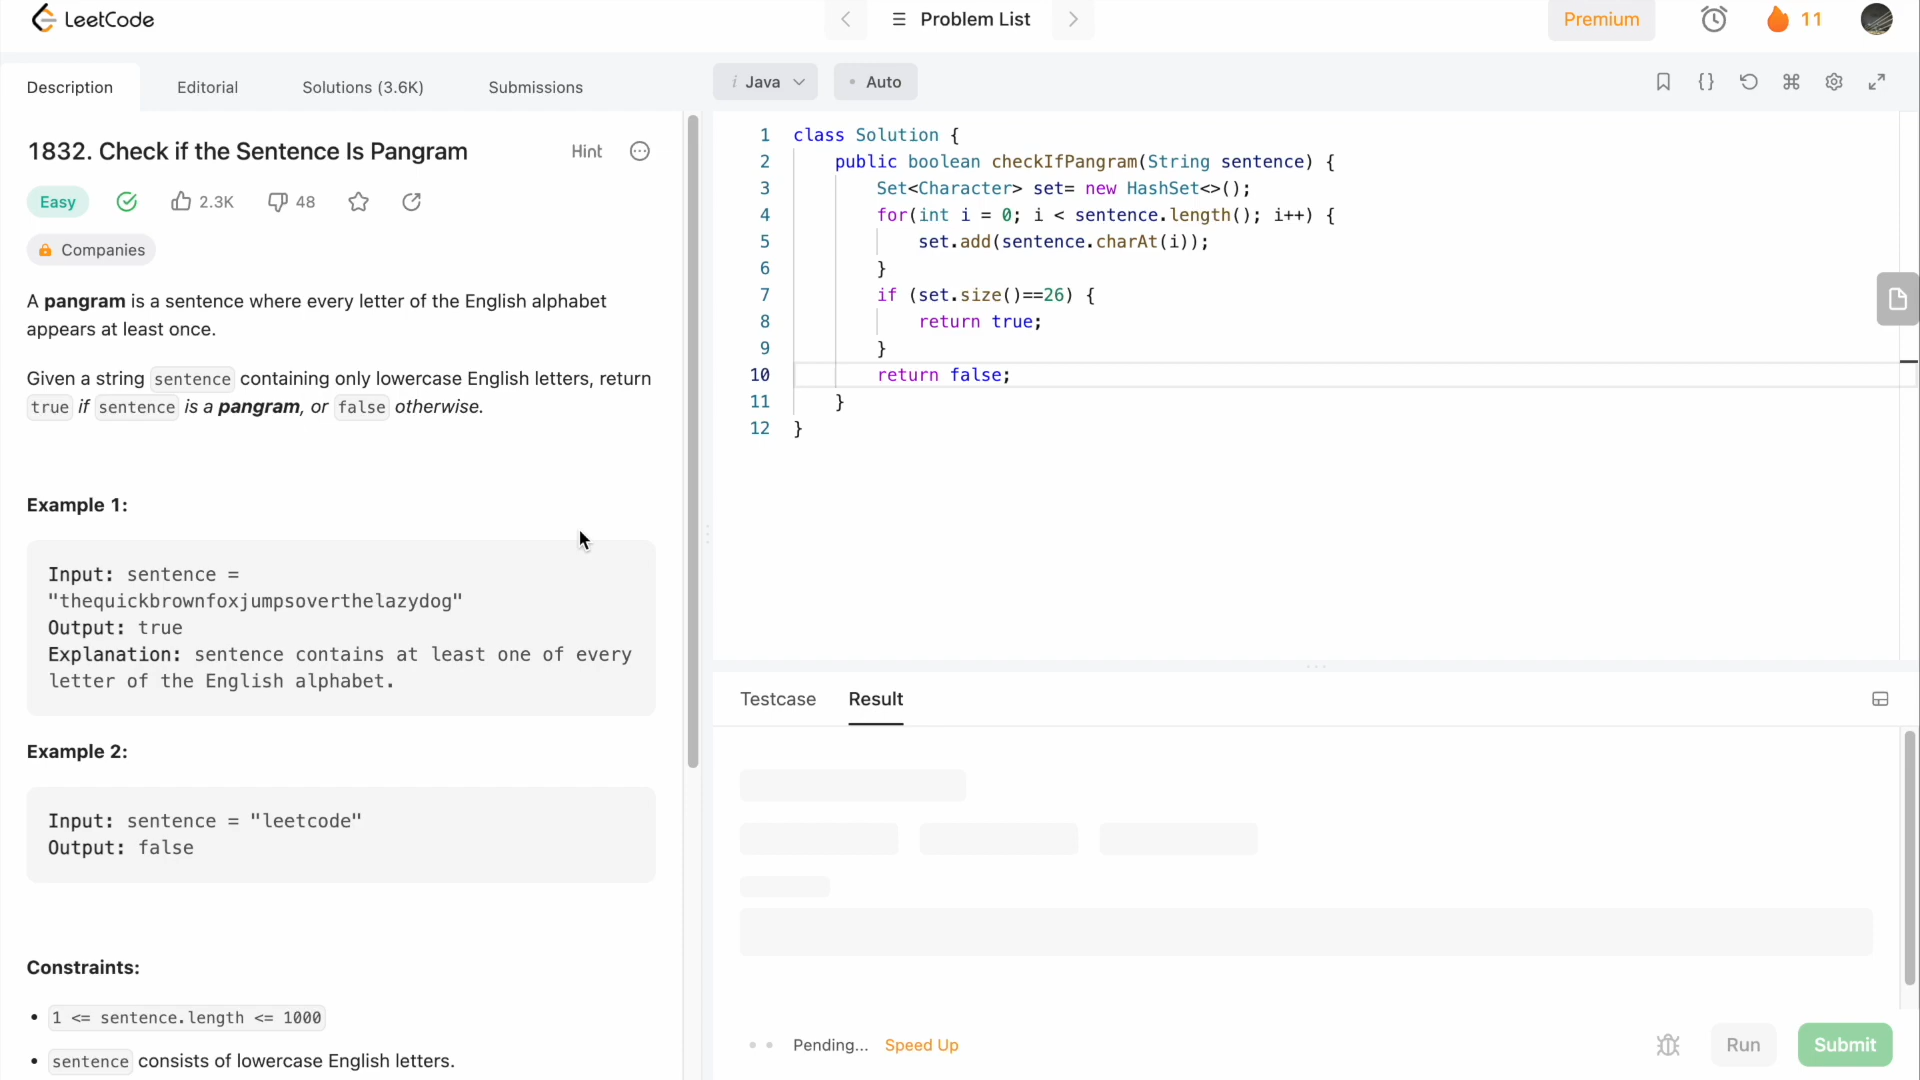 LeetCode
Problem List
Premium
11
Description
Editorial
Solutions (3.6K)
Submissions
i Java
Auto
1832. Check if the Sentence Is Pangram
Hint
Easy
2.3K
48
Companies
A pangram is a sentence where every letter of the English alphabet
appears at least once.
Given a string sentence containing only lowercase English letters, return
true if sentence is a pangram, or false otherwise.
Example 1:
Input: sentence =
"thequickbrownfoxjumpsoverthelazydog"
Output: true
Explanation: sentence contains at least one of every
letter of the English alphabet.
Example 2:
Input: sentence = "leetcode"
Output: false
Constraints:
• 1 <= sentence.length <= 1000
• sentence consists of lowercase English letters.
1 class Solution {
2 public boolean checkIfPangram(String sentence) {
3 Set<Character> set= new HashSet<>();
4 for(int i = 0; i < sentence.length(); i++) {
5 set.add(sentence.charAt(i));
6 }
7 if (set.size()==26) {
8 return true;
9 }
10 return false;
11 }
12 }
Testcase
Result
Pending...
Speed Up
Run
Submit